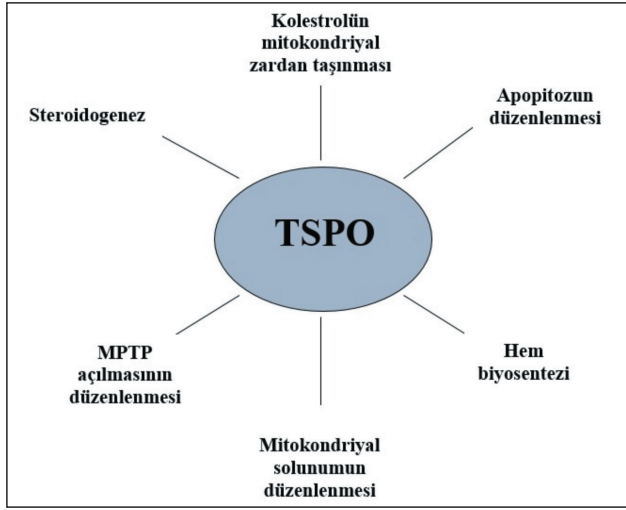 Kolestrolün
mitokondriyal
zardan taşınması
Steroidogenez
Apopitozun
düzenlenmesi
TSPO
MPTP
açılmasının
düzenlenmesi
Hem
biyosentezi
Mitokondriyal
solunumun
düzenlenmesi